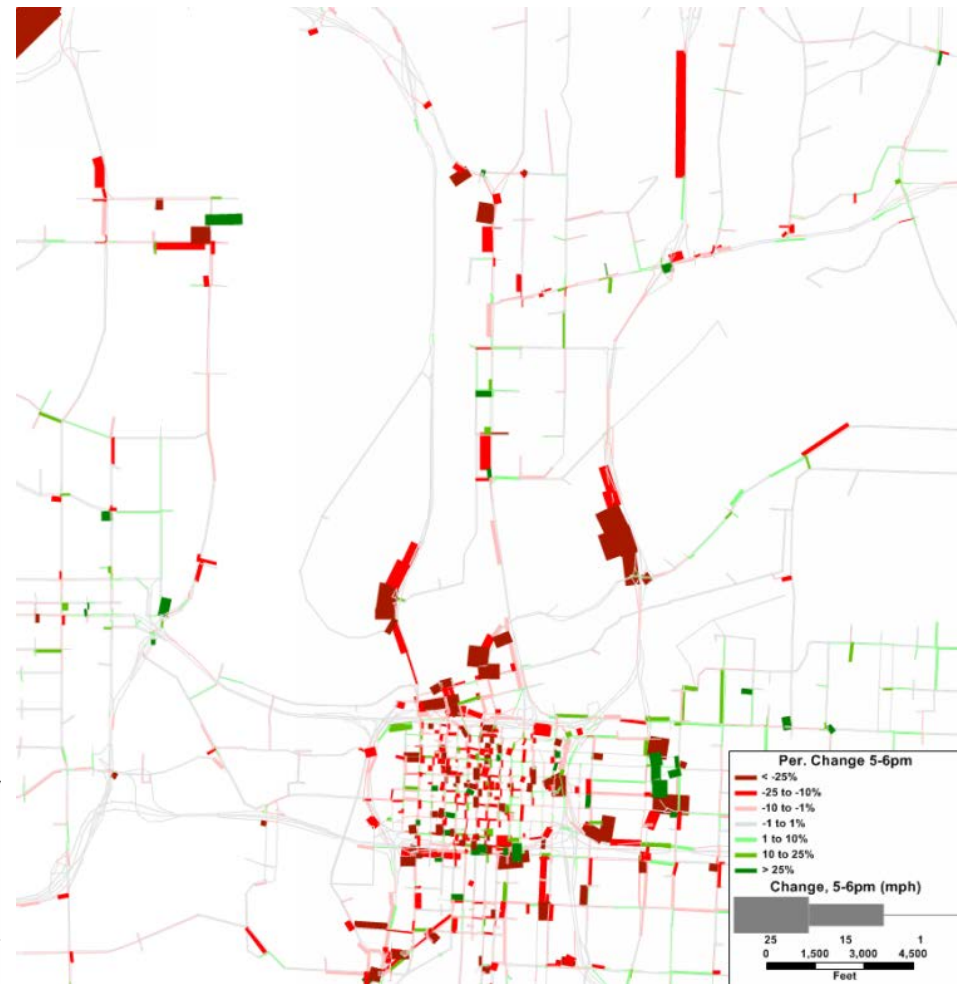 Per. Change 5-6pm
< -25%
-25 to -10%
-10 to -1%
-1 to 1%
1 to 10%
10 to 25%
> 25%
Change, 5-6pm (mph)
25 15 1
0 1,500 3,000 4,500
Feet